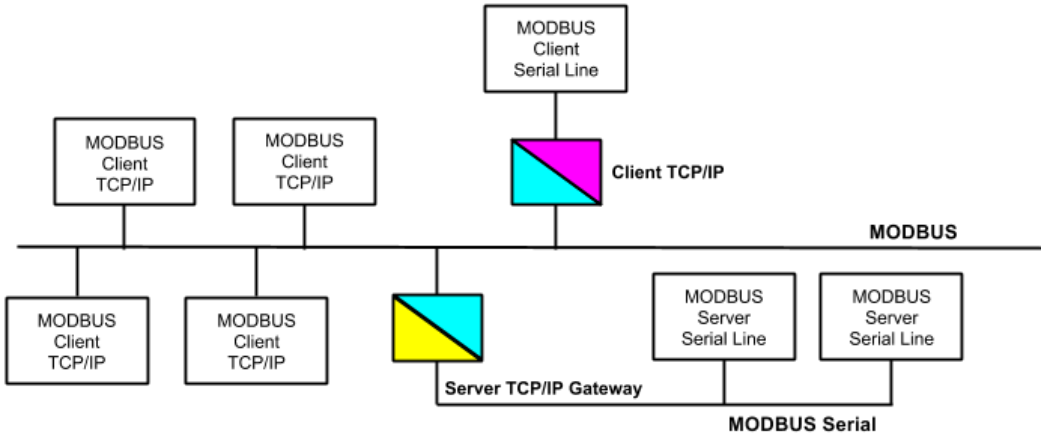 MODBUS
Client
Serial Line
MODBUS
Client
TCP/IP
MODBUS
Client
TCP/IP
Client TCP/IP
MODBUS
MODBUS
Client
TCP/IP
MODBUS
Client
TCP/IP
MODBUS
Server
Serial Line
MODBUS
Server
Serial Line
Server TCP/IP Gateway
MODBUS Serial